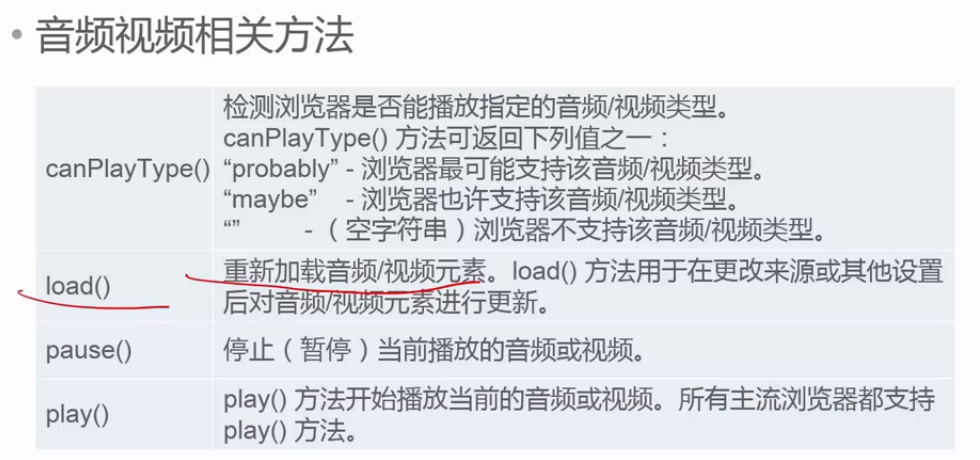 • 音频视频相关方法
canPlayType()
检测浏览器是否能播放指定的音频/视频类型。
canPlayType() 方法可返回下列值之一：
“probably” - 浏览器最可能支持该音频/视频类型。
“maybe” - 浏览器也许支持该音频/视频类型。
“” - （空字符串）浏览器不支持该音频/视频类型。
load()
重新加载音频/视频元素。load() 方法用于在更改来源或其他设置
后对音频/视频元素进行更新。
pause()
停止（暂停）当前播放的音频或视频。
play()
play() 方法开始播放当前的音频或视频。所有主流浏览器都支持
play() 方法。